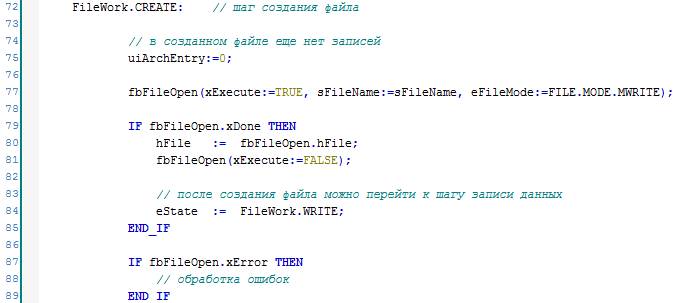 72 FileWork.CREATE: // шаг создания файла
73
74 // в созданном файле еще нет записей
75 uiArchEntry:=0;
76
77 fbFileOpen(xExecute:=TRUE, sFileName:=sFileName, eFileMode:=FILE.MODE.MWRITE);
78
79 IF fbFileOpen.xDone THEN
80 hFile := fbFileOpen.hFile;
81 fbFileOpen(xExecute:=FALSE);
82
83 // после создания файла можно перейти к шагу записи данных
84 eState := FileWork.WRITE;
85 END_IF
86
87 IF fbFileOpen.xError THEN
88 // обработка ошибок
89 END_IF